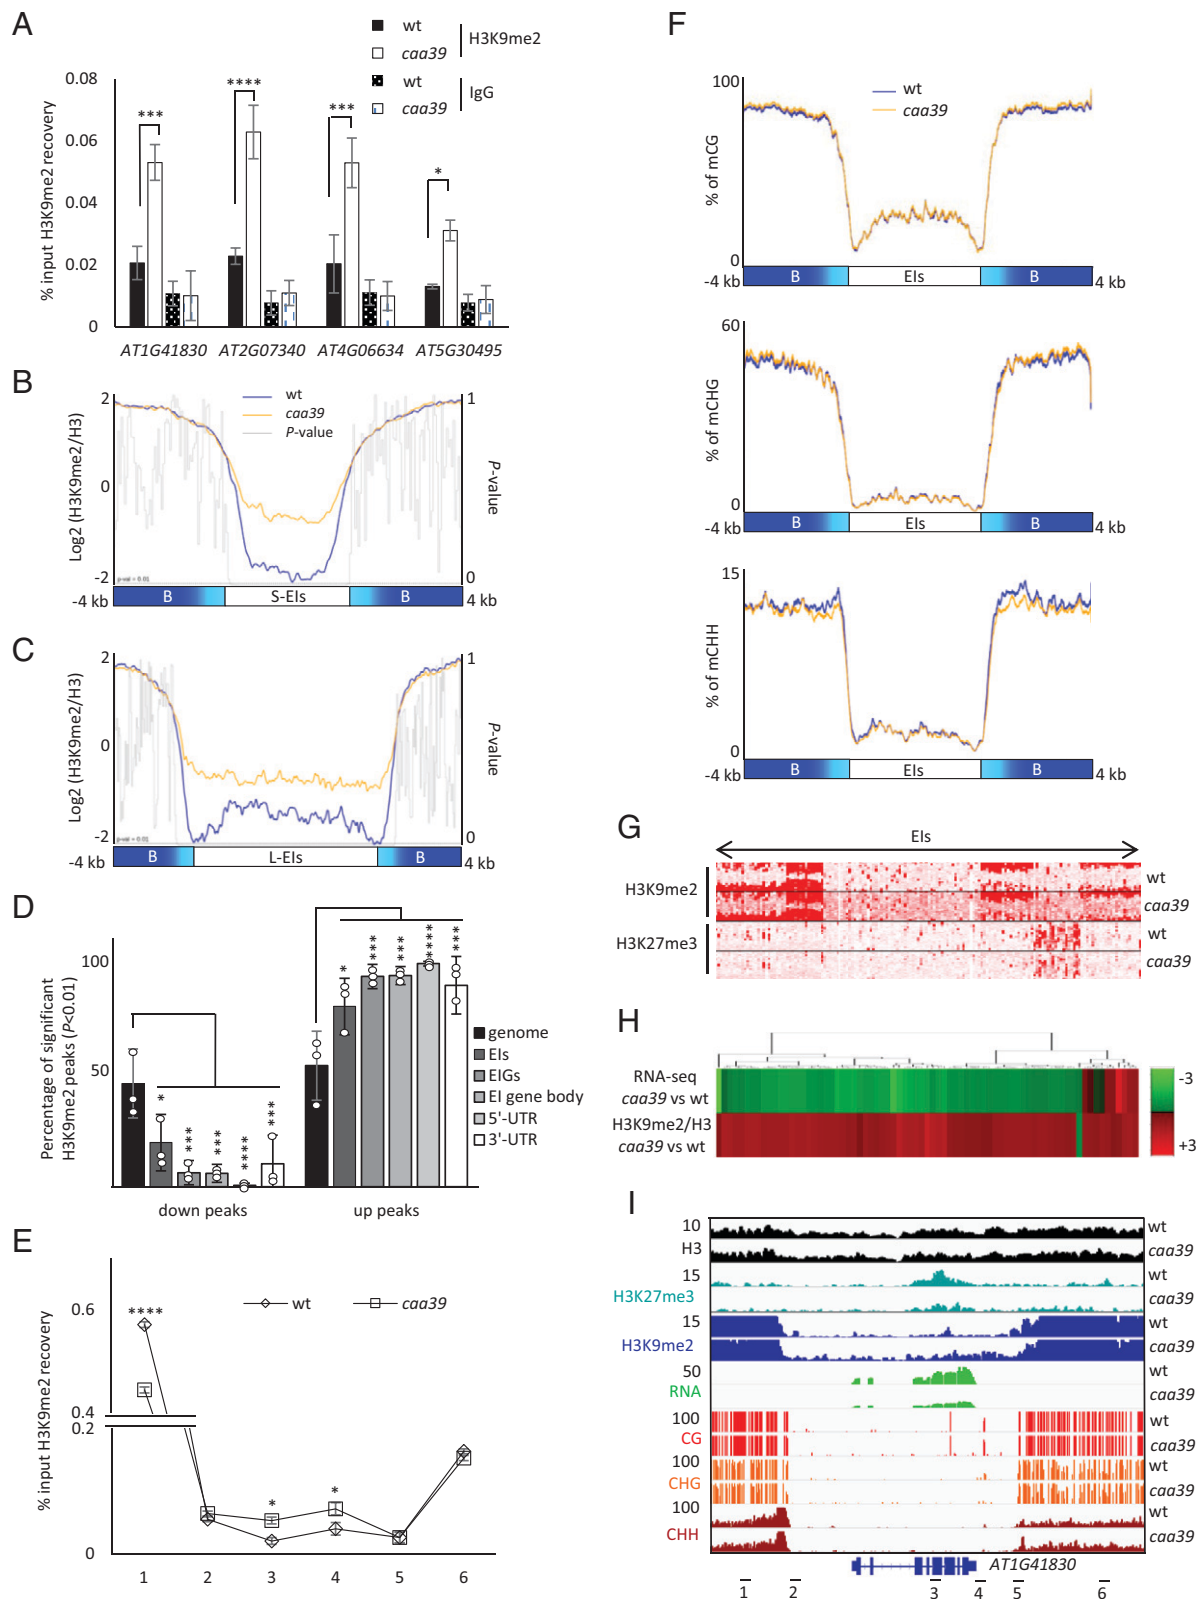 A
wt
caa39
H3K9me2
wt
caa39
IgG
% input H3K9me2 recovery
0.08
0.06
0.04
0.02
0
***
****
***
*
AT1G41830 AT2G07340 AT4G06634 AT5G30495
B
Log2 (H3K9me2/H3)
2
0
-2
wt
caa39
P-value
1
0
P-value
p-val = 0.01
-4 kb B S-EIs B 4 kb
C
Log2 (H3K9me2/H3)
2
0
-2
1
0
P-value
p-val = 0.01
-4 kb B L-EIs B 4 kb
D
Percentage of significant
H3K9me2 peaks (P<0.01)
100
50
*
***
***
****
***
*
***
***
****
***
genome
EIs
EIGs
EI gene body
5'-UTR
3'-UTR
down peaks up peaks
E
% input H3K9me2 recovery
0.6
0.4
0.2
0
wt caa39
****
*
*
1 2 3 4 5 6
F
% of mCG
100
0
wt
caa39
-4 kb B EIs B 4 kb
% of mCHG
60
0
-4 kb B EIs B 4 kb
% of mCHH
15
0
-4 kb B EIs B 4 kb
G
EIs
H3K9me2
wt
caa39
H3K27me3
wt
caa39
H
RNA-seq
caa39 vs wt
H3K9me2/H3
caa39 vs wt
-3
+3
I
10
H3
wt
caa39
15
H3K27me3
wt
caa39
15
H3K9me2
wt
caa39
50
RNA
wt
caa39
100
CG
wt
caa39
100
CHG
wt
caa39
100
CHH
wt
caa39
AT1G41830
1 2 3 4 5 6